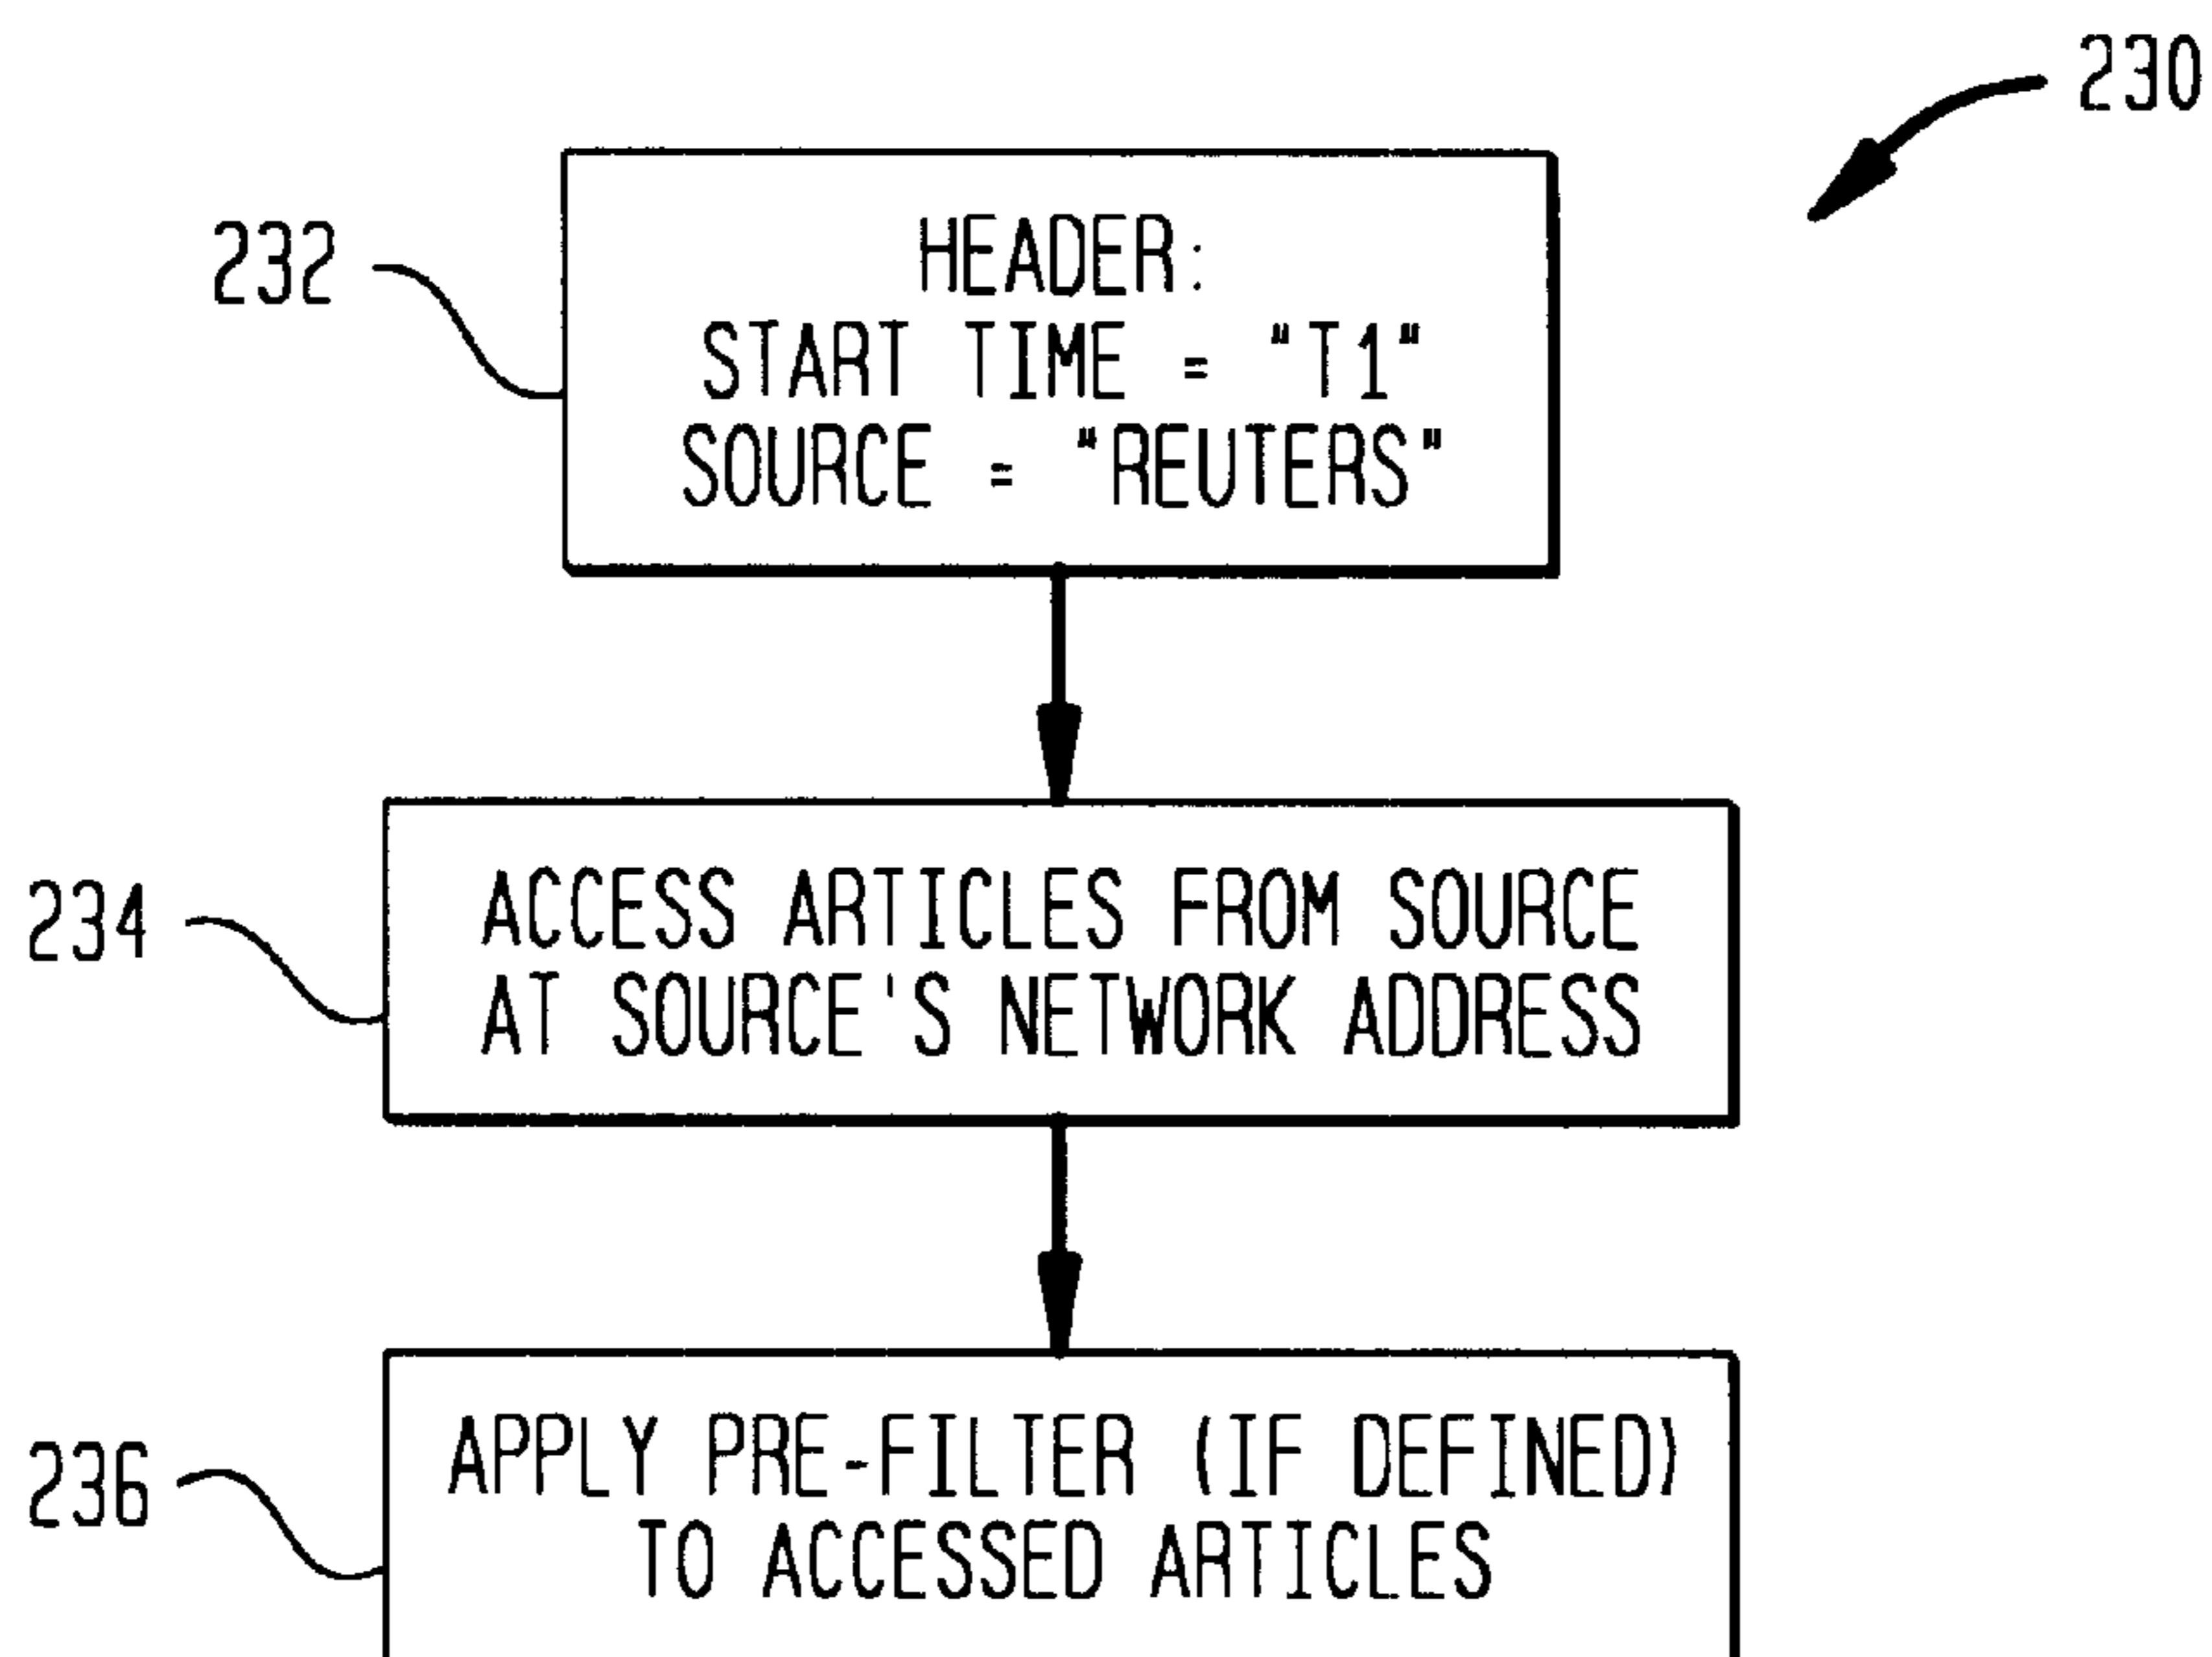 230
232
HEADER:
START TIME = "T1"
SOURCE = "REUTERS"
234
ACCESS ARTICLES FROM SOURCE
AT SOURCE'S NETWORK ADDRESS
236
APPLY PRE-FILTER (IF DEFINED)
TO ACCESSED ARTICLES